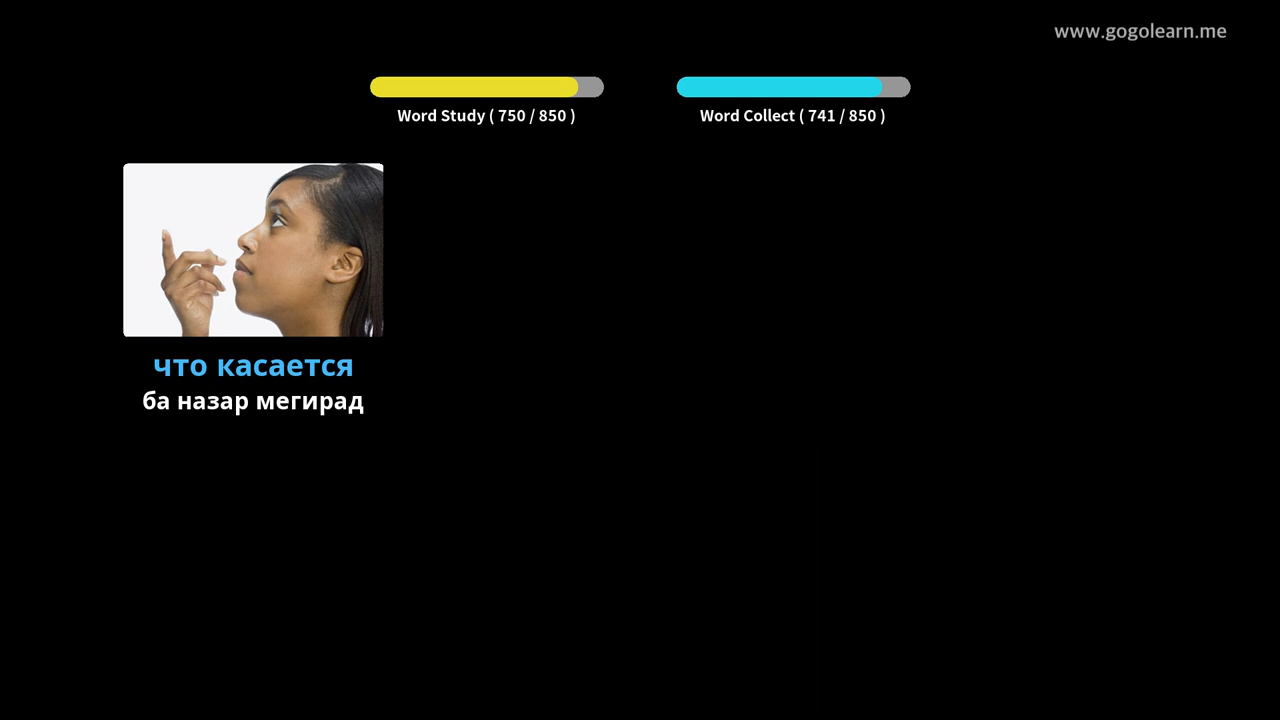 www.gogolearn.me
Word Study ( 750 / 850 )
Word Collect ( 741 / 850 )
что касается
ба назар мегирад